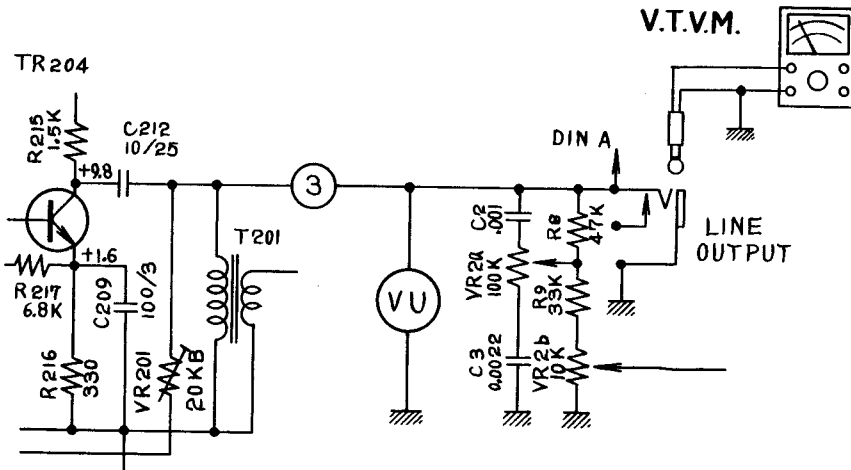 V.T.V.M.
TR204
R215
1.5K
C212
10/25
+9.8
DIN A
3
C2
.001
R8
47K
LINE
OUTPUT
T201
+1.6
R217
6.8K
C209
100/3
VR2a
100K
R9
33K
VU
R216
330
VR201
20KB
C3
0.0022
VR2b
10K